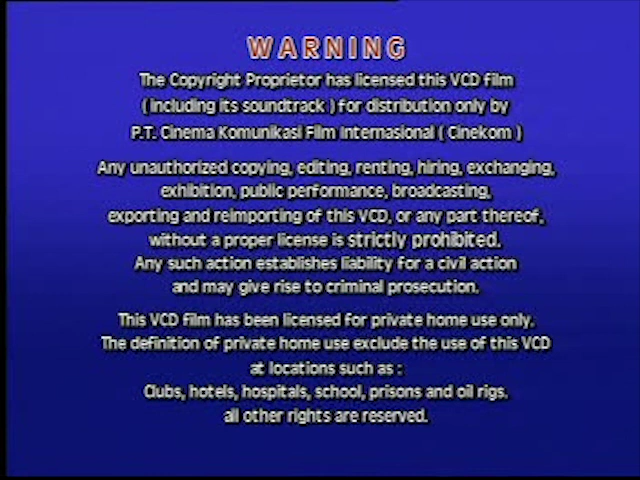 WARNING
The Copyright Proprietor has licensed this VCD film
( including its soundtrack ) for distribution only by
P.T. Cinema Komunikasi Film Internasional ( Cinekom )
Any unauthorized copying, editing, renting, hiring, exchanging,
exhibition, public performance, broadcasting,
exporting and reimporting of this VCD, or any part thereof,
without a proper license is strictly prohibited.
Any such action establishes liability for a civil action
and may give rise to criminal prosecution.
This VCD film has been licensed for private home use only.
The definition of private home use exclude the use of this VCD
at locations such as :
Clubs, hotels, hospitals, school, prisons and oil rigs.
all other rights are reserved.